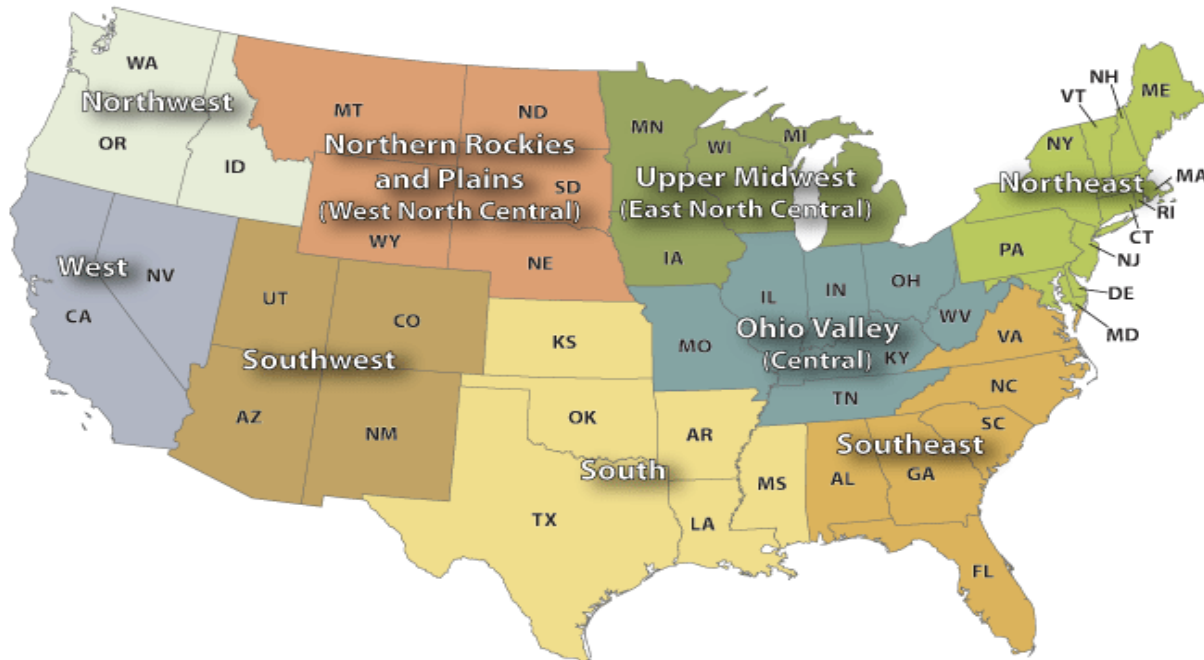 WA
Northwest
OR
ID
MT
ND
Northern Rockies
and Plains
(West North Central)
SD
WY
NE
MN
WI
MI
Upper Midwest
(East North Central)
IA
NH
VT
ME
NY
Northeast
MA
RI
CT
PA
NJ
DE
MD
West
NV
CA
UT
CO
Southwest
AZ
NM
KS
OK
AR
South
TX
LA
MS
IL
IN
OH
WV
Ohio Valley
(Central)
MO
KY
TN
VA
NC
SC
Southeast
AL
GA
FL